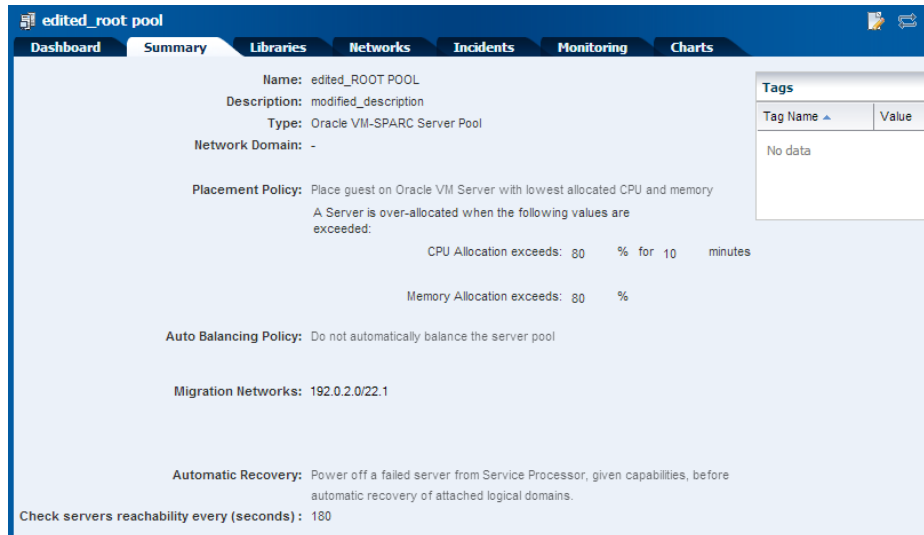 edited_root pool
Dashboard Summary Libraries Networks Incidents Monitoring Charts
Name: edited_ROOT POOL
Description: modified_description
Type: Oracle VM-SPARC Server Pool
Network Domain: -
Placement Policy: Place guest on Oracle VM Server with lowest allocated CPU and memory
A Server is over-allocated when the following values are
exceeded:
CPU Allocation exceeds: 80 % for 10 minutes
Memory Allocation exceeds: 80 %
Auto Balancing Policy: Do not automatically balance the server pool
Migration Networks: 192.0.2.0/22.1
Automatic Recovery: Power off a failed server from Service Processor, given capabilities, before
automatic recovery of attached logical domains.
Check servers reachability every (seconds) : 180
Tags
Tag Name Value
No data